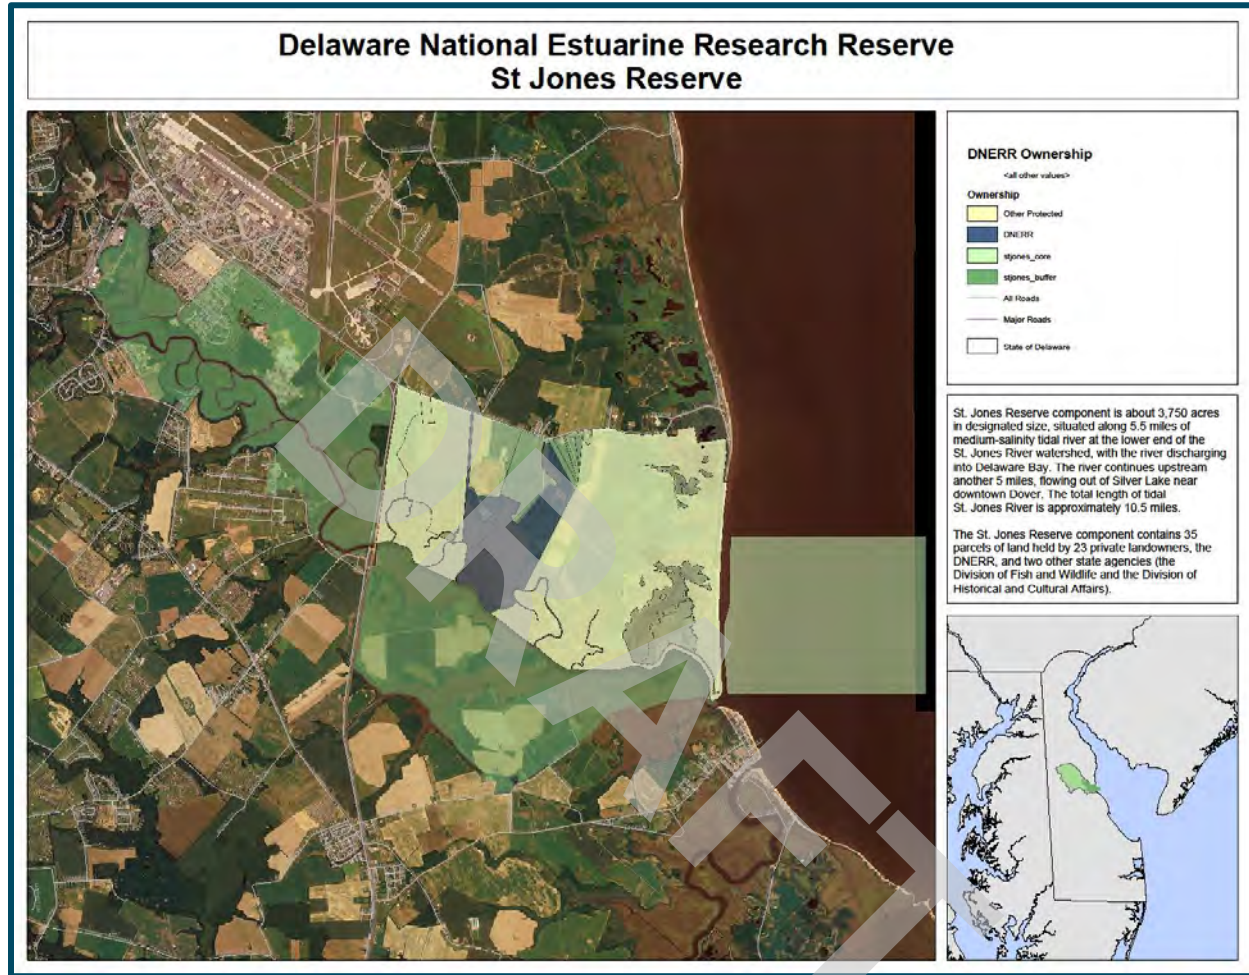 Delaware National Estuarine Research Reserve
St Jones Reserve
DNERR Ownership
<all other values>
Ownership
Other Protected
DNERR
stjones_core
stjones_buffer
All Roads
Major Roads
State of Delaware
St. Jones Reserve component is about 3,750 acres
in designated size, situated along 5.5 miles of
medium-salinity tidal river at the lower end of the
St. Jones River watershed, with the river discharging
into Delaware Bay. The river continues upstream
another 5 miles, flowing out of Silver Lake near
downtown Dover. The total length of tidal
St. Jones River is approximately 10.5 miles.
The St. Jones Reserve component contains 35
parcels of land held by 23 private landowners, the
DNERR, and two other state agencies (the
Division of Fish and Wildlife and the Division of
Historical and Cultural Affairs).
DRAFT